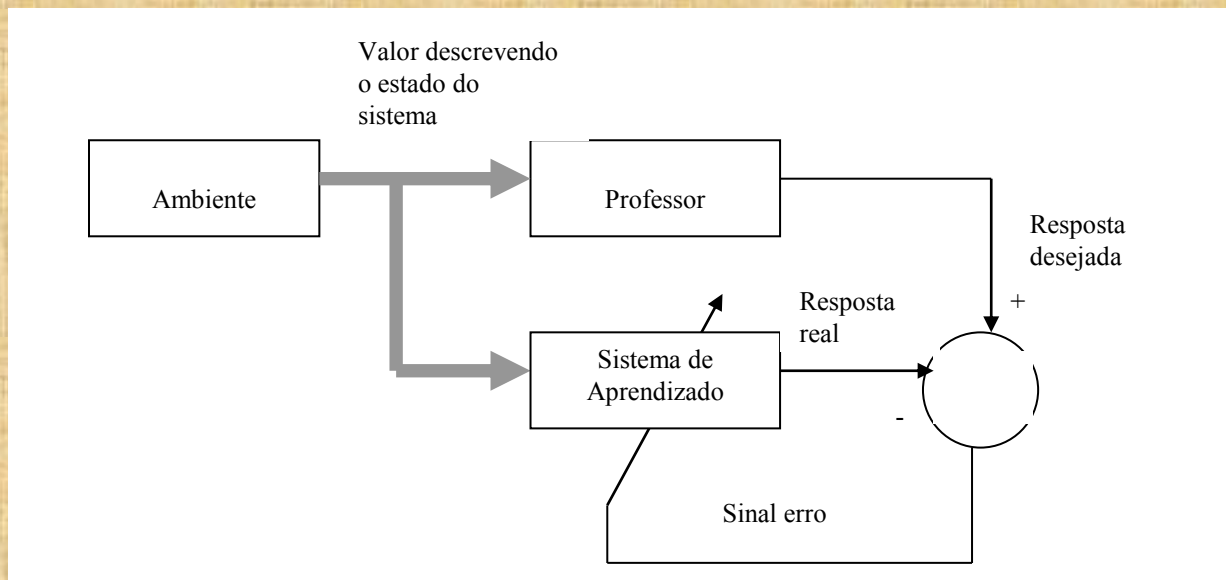 Valor descrevendo
o estado do
sistema
Ambiente
Professor
Resposta
desejada
+
Resposta
real
Sistema de
Aprendizado
-
Sinal erro